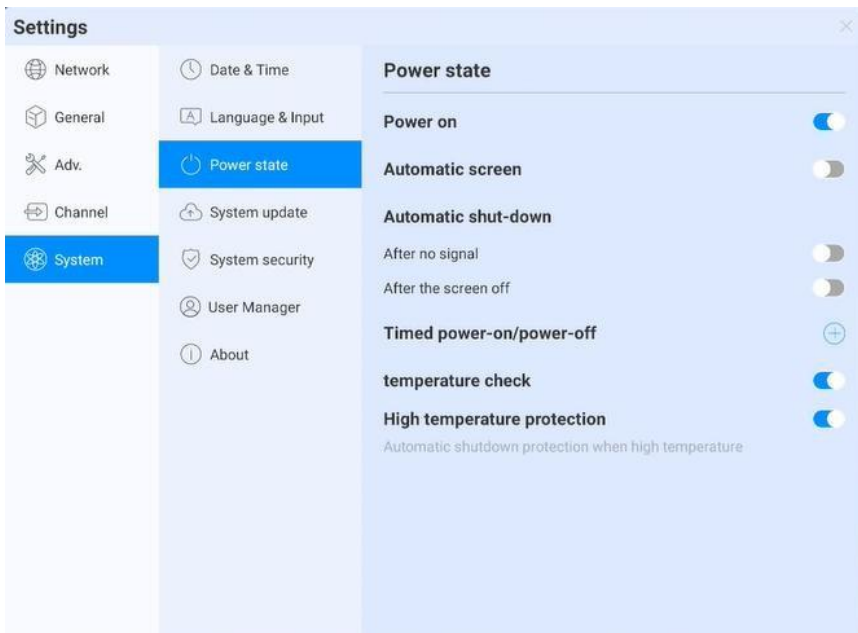 Settings
Network
General
Adv.
Channel
System
Date & Time
Language & Input
Power state
System update
System security
User Manager
About
Power state
Power on
Automatic screen
Automatic shut-down
After no signal
After the screen off
Timed power-on/power-off
temperature check
High temperature protection
Automatic shutdown protection when high temperature